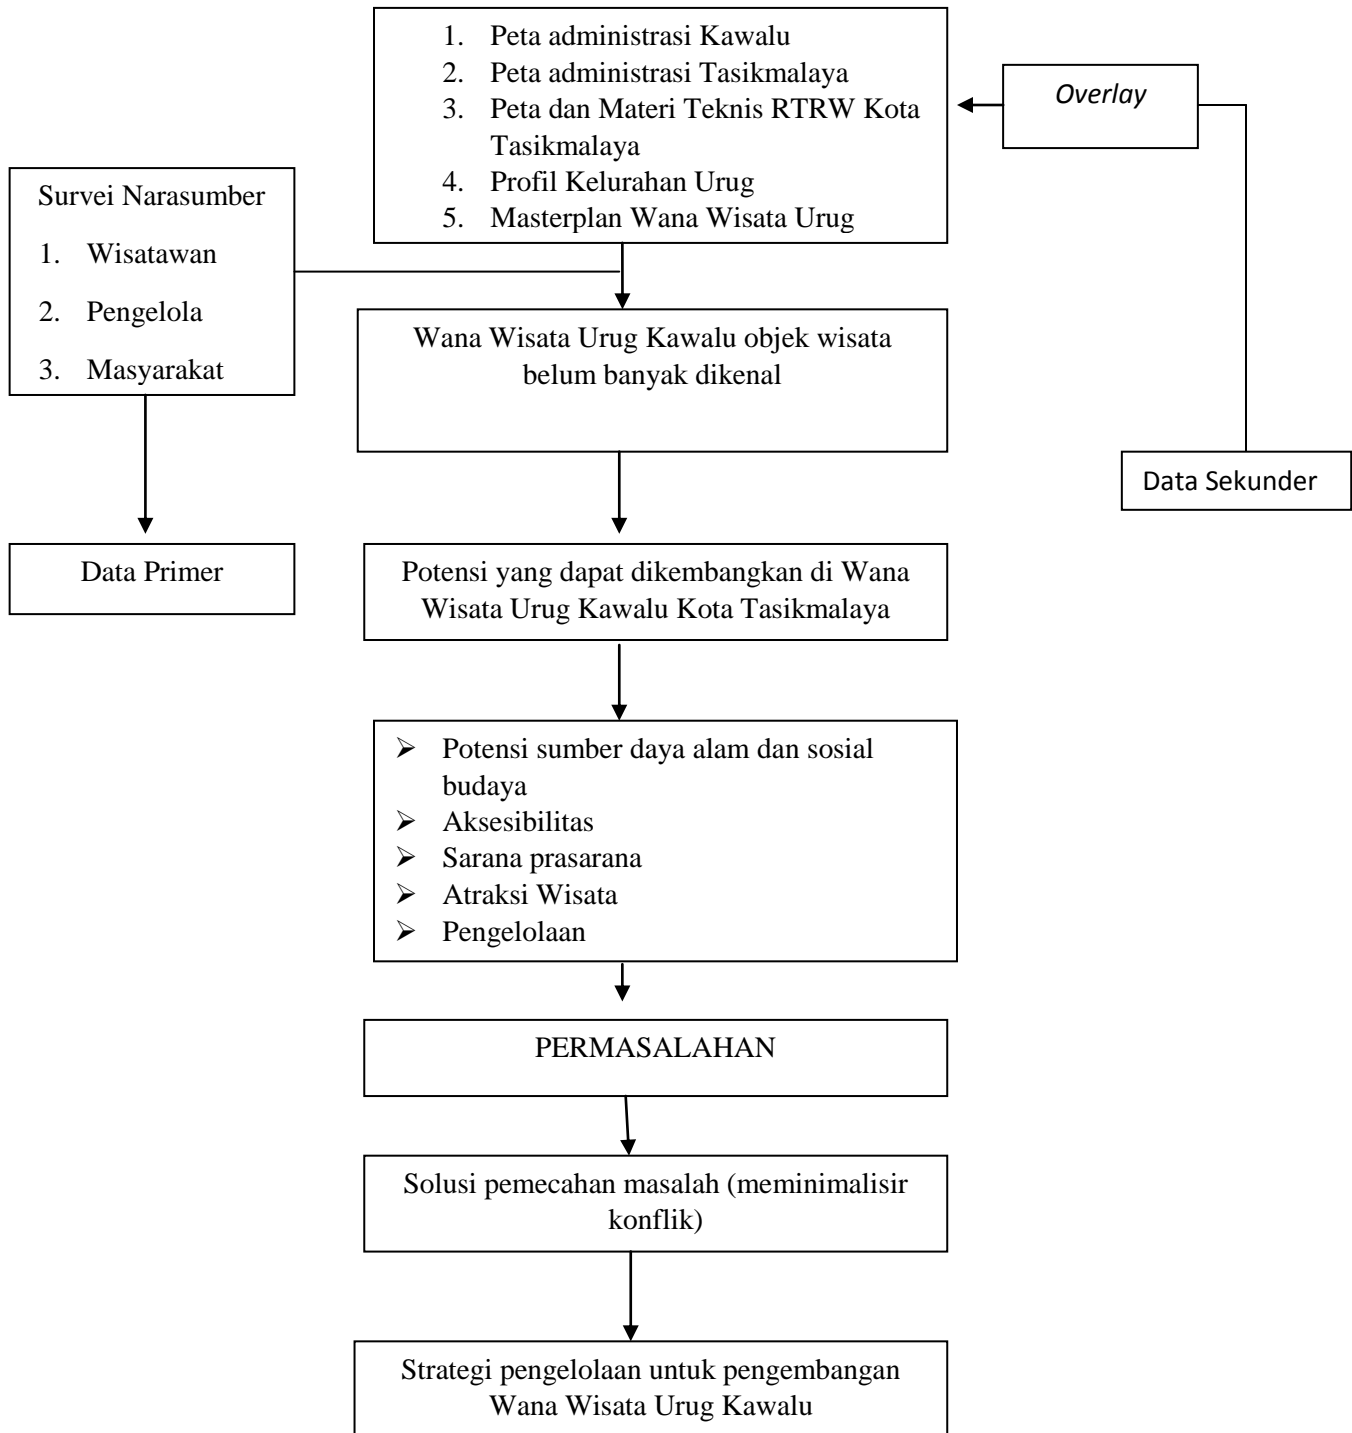 1. Peta administrasi Kawalu
2. Peta administrasi Tasikmalaya
3. Peta dan Materi Teknis RTRW Kota
Tasikmalaya
4. Profil Kelurahan Urug
5. Masterplan Wana Wisata Urug
Overlay
Survei Narasumber
1. Wisatawan
2. Pengelola
3. Masyarakat
Wana Wisata Urug Kawalu objek wisata
belum banyak dikenal
Data Sekunder
Data Primer
Potensi yang dapat dikembangkan di Wana
Wisata Urug Kawalu Kota Tasikmalaya
➢ Potensi sumber daya alam dan sosial
budaya
➢ Aksesibilitas
➢ Sarana prasarana
➢ Atraksi Wisata
➢ Pengelolaan
PERMASALAHAN
Solusi pemecahan masalah (meminimalisir
konflik)
Strategi pengelolaan untuk pengembangan
Wana Wisata Urug Kawalu